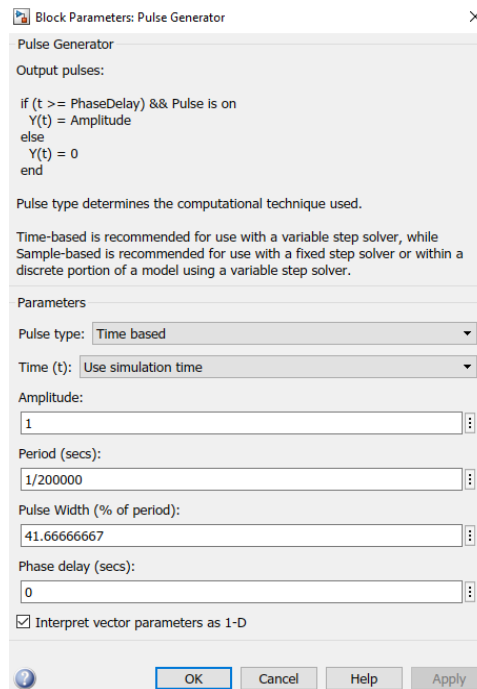 Block Parameters: Pulse Generator
Pulse Generator
Output pulses:
if (t >= PhaseDelay) && Pulse is on
Y(t) = Amplitude
else
Y(t) = 0
end
Pulse type determines the computational technique used.
Time-based is recommended for use with a variable step solver, while
Sample-based is recommended for use with a fixed step solver or within a
discrete portion of a model using a variable step solver.
Parameters
Pulse type: Time based
Time (t): Use simulation time
Amplitude:
1
Period (secs):
1/200000
Pulse Width (% of period):
41.66666667
Phase delay (secs):
0
Interpret vector parameters as 1-D
OK Cancel Help Apply